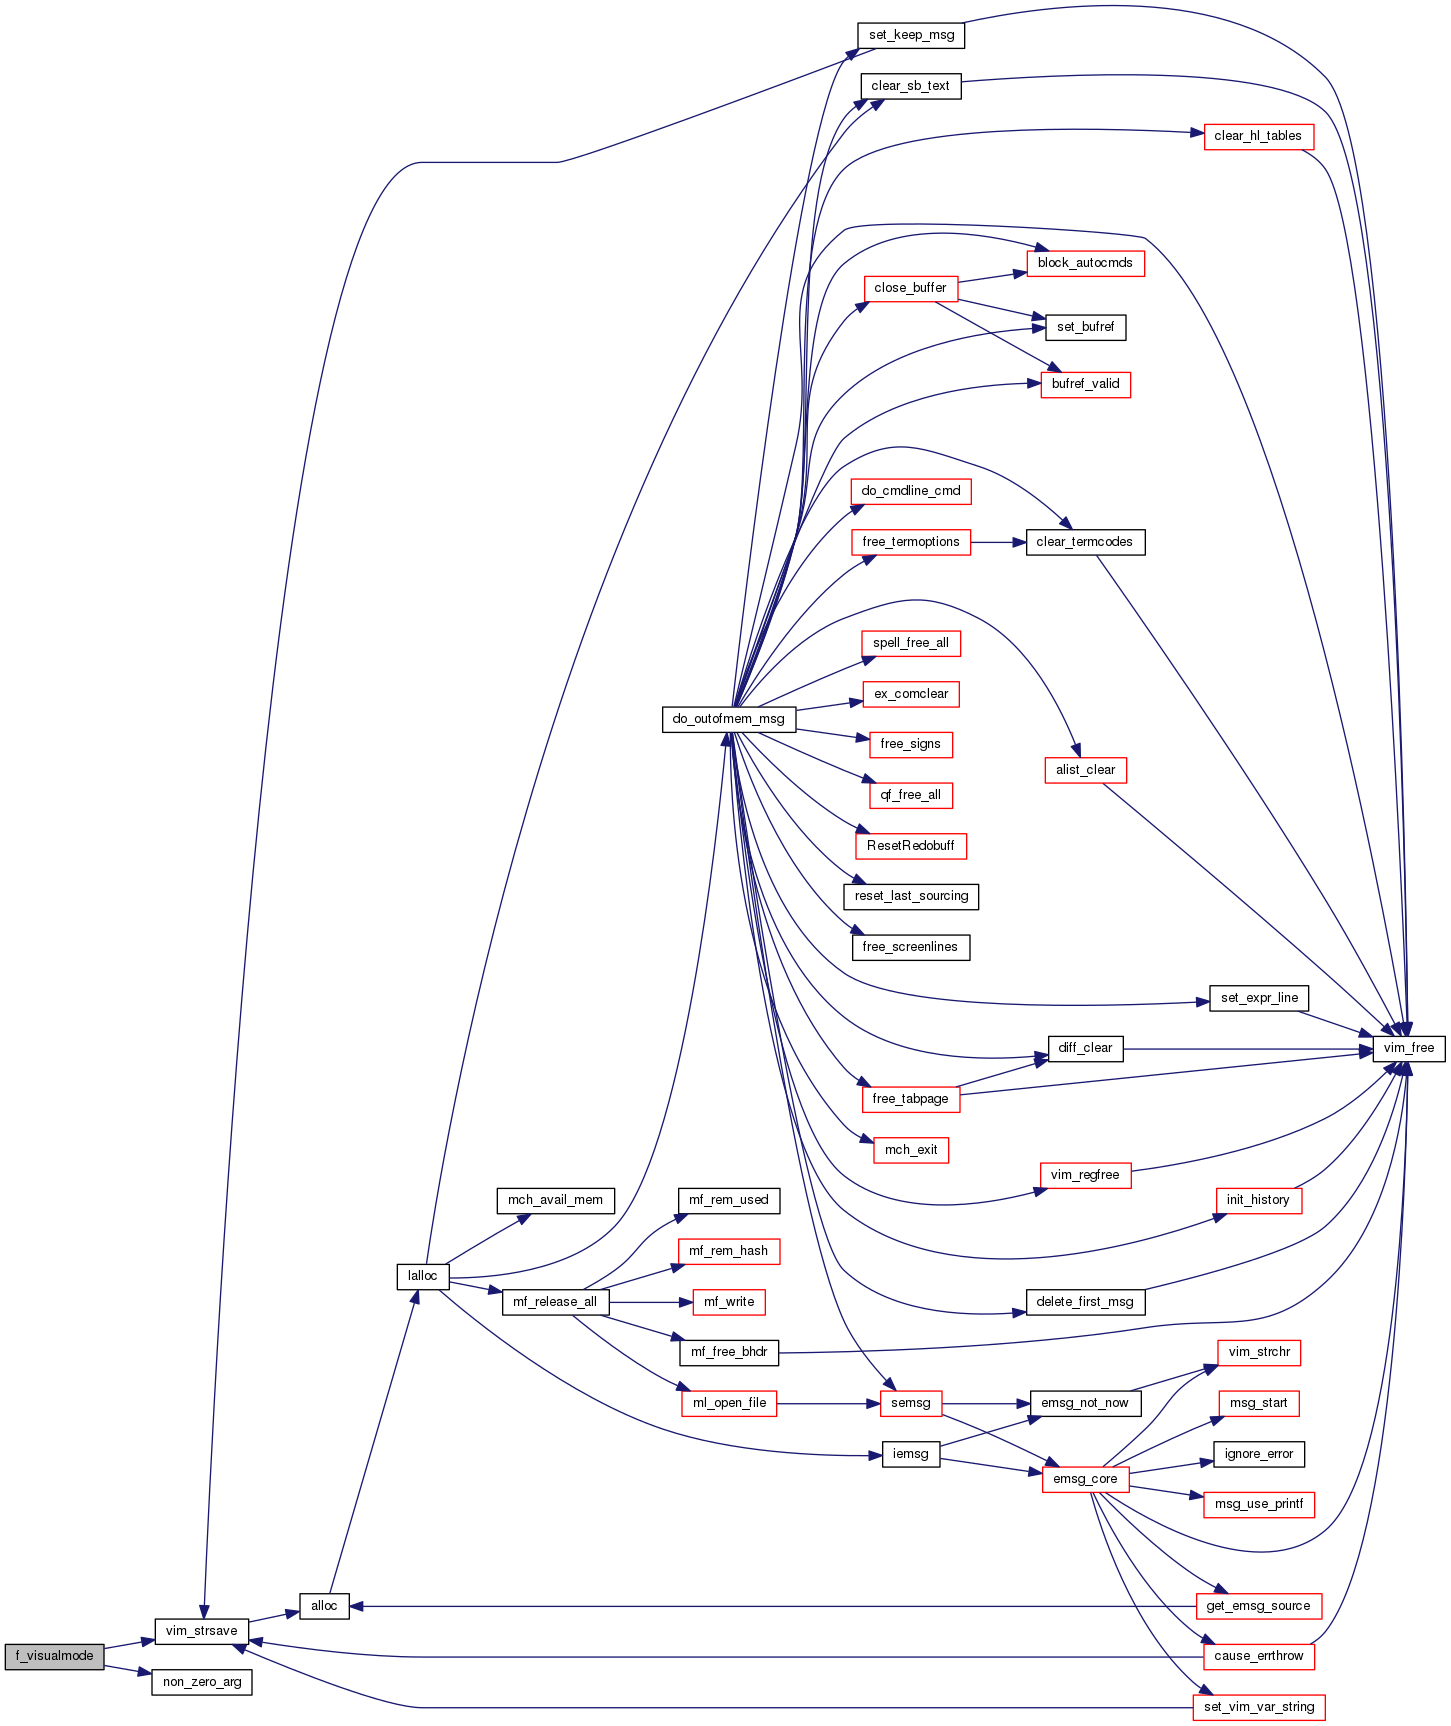 set_keep_msg
clear_sb_text
clear_hl_tables
block_autocmds
close_buffer
set_bufref
bufref_valid
do_cmdline_cmd
free_termoptions
clear_termcodes
spell_free_all
ex_comclear
do_outofmem_msg
free_signs
alist_clear
qf_free_all
ResetRedobuff
reset_last_sourcing
free_screenlines
set_expr_line
diff_clear
vim_free
free_tabpage
mch_exit
vim_regfree
mch_avail_mem
mf_rem_used
init_history
mf_rem_hash
lalloc
mf_release_all
mf_write
delete_first_msg
mf_free_bhdr
vim_strchr
ml_open_file
semsg
emsg_not_now
msg_start
iemsg
ignore_error
emsg_core
msg_use_printf
alloc
get_emsg_source
vim_strsave
f_visualmode
cause_errthrow
non_zero_arg
set_vim_var_string